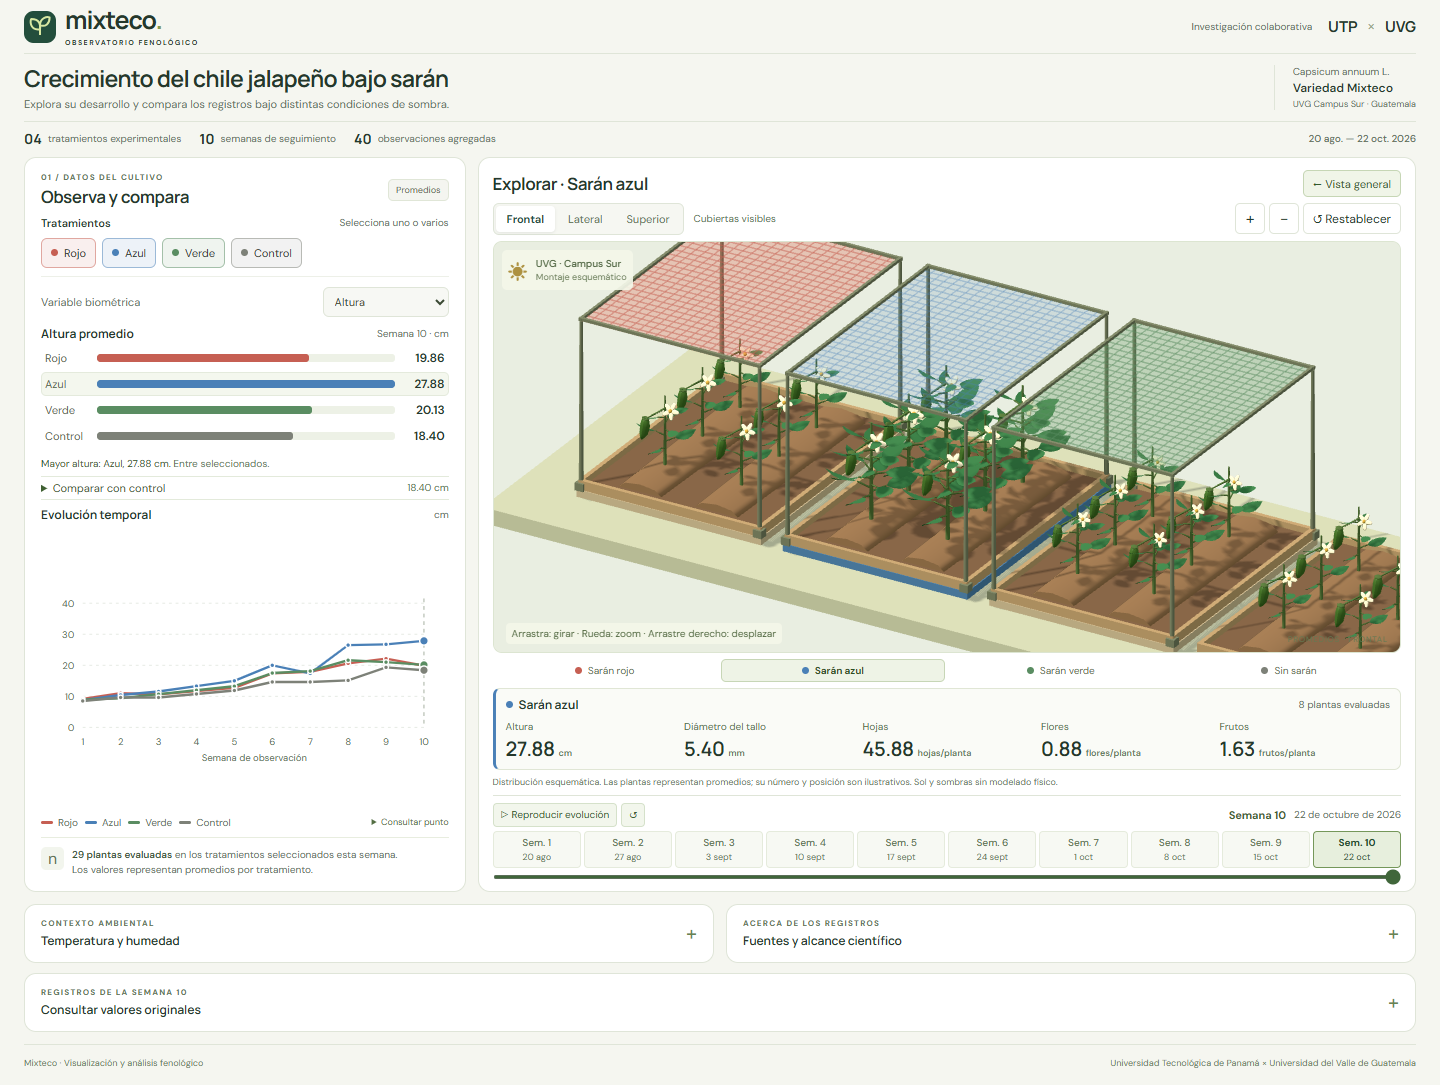 mixteco.
OBSERVATORIO FENOLÓGICO
Investigación colaborativa UTP × UVG
Crecimiento del chile jalapeño bajo sarán
Explora su desarrollo y compara los registros bajo distintas condiciones de sombra.
Capsicum annuum L.
Variedad Mixteco
UVG Campus Sur · Guatemala
04 tratamientos experimentales 10 semanas de seguimiento 40 observaciones agregadas
20 ago. — 22 oct. 2026
01 / DATOS DEL CULTIVO
Observa y compara
Promedios
Tratamientos
Selecciona uno o varios
Rojo Azul Verde Control
Variable biométrica
Altura
Altura promedio
Semana 10 · cm
Rojo 19.86
Azul 27.88
Verde 20.13
Control 18.40
Mayor altura: Azul, 27.88 cm. Entre seleccionados.
▶ Comparar con control 18.40 cm
Evolución temporal cm
40
30
20
10
0
1 2 3 4 5 6 7 8 9 10
Semana de observación
Rojo Azul Verde Control
▶ Consultar punto
n
29 plantas evaluadas en los tratamientos seleccionados esta semana.
Los valores representan promedios por tratamiento.
Explorar · Sarán azul
← Vista general
Frontal Lateral Superior Cubiertas visibles
+ − ↺ Restablecer
UVG · Campus Sur
Montaje esquemático
Arrastra: girar · Rueda: zoom · Arrastre derecho: desplazar
Sarán rojo Sarán azul Sarán verde Sin sarán
Sarán azul
8 plantas evaluadas
Altura Diámetro del tallo Hojas Flores Frutos
27.88 cm 5.40 mm 45.88 hojas/planta 0.88 flores/planta 1.63 frutos/planta
Distribución esquemática. Las plantas representan promedios; su número y posición son ilustrativos. Sol y sombras sin modelado físico.
▷ Reproducir evolución ↺
Semana 10 22 de octubre de 2026
Sem. 1 Sem. 2 Sem. 3 Sem. 4 Sem. 5 Sem. 6 Sem. 7 Sem. 8 Sem. 9 Sem. 10
20 ago 27 ago 3 sept 10 sept 17 sept 24 sept 1 oct 8 oct 15 oct 22 oct
CONTEXTO AMBIENTAL
Temperatura y humedad
+
ACERCA DE LOS REGISTROS
Fuentes y alcance científico
+
REGISTROS DE LA SEMANA 10
Consultar valores originales
+
Mixteco · Visualización y análisis fenológico
Universidad Tecnológica de Panamá × Universidad del Valle de Guatemala